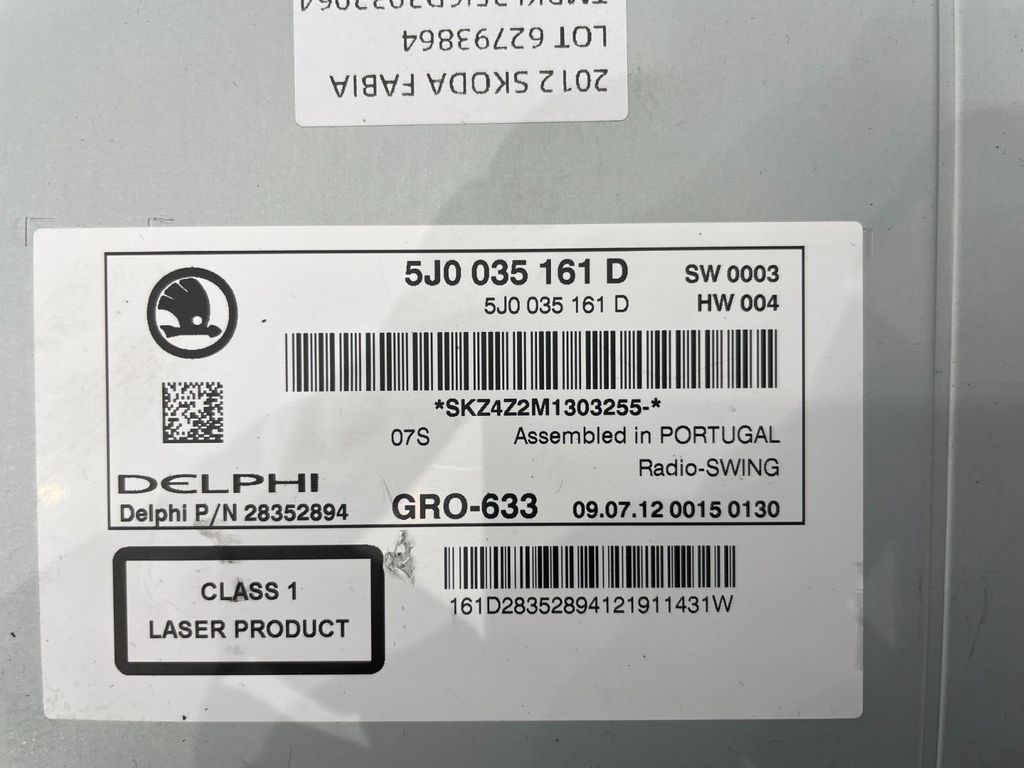 2012 SKODA FABIA
LOT 62793864
5J0 035 161 D SW 0003
5J0 035 161 D HW 004
*SKZ4Z2M1303255-*
07S Assembled in PORTUGAL
Radio-SWING
DELPHI
Delphi P/N 28352894 GRO-633 09.07.12 0015 0130
CLASS 1
LASER PRODUCT
161D28352894121911431W